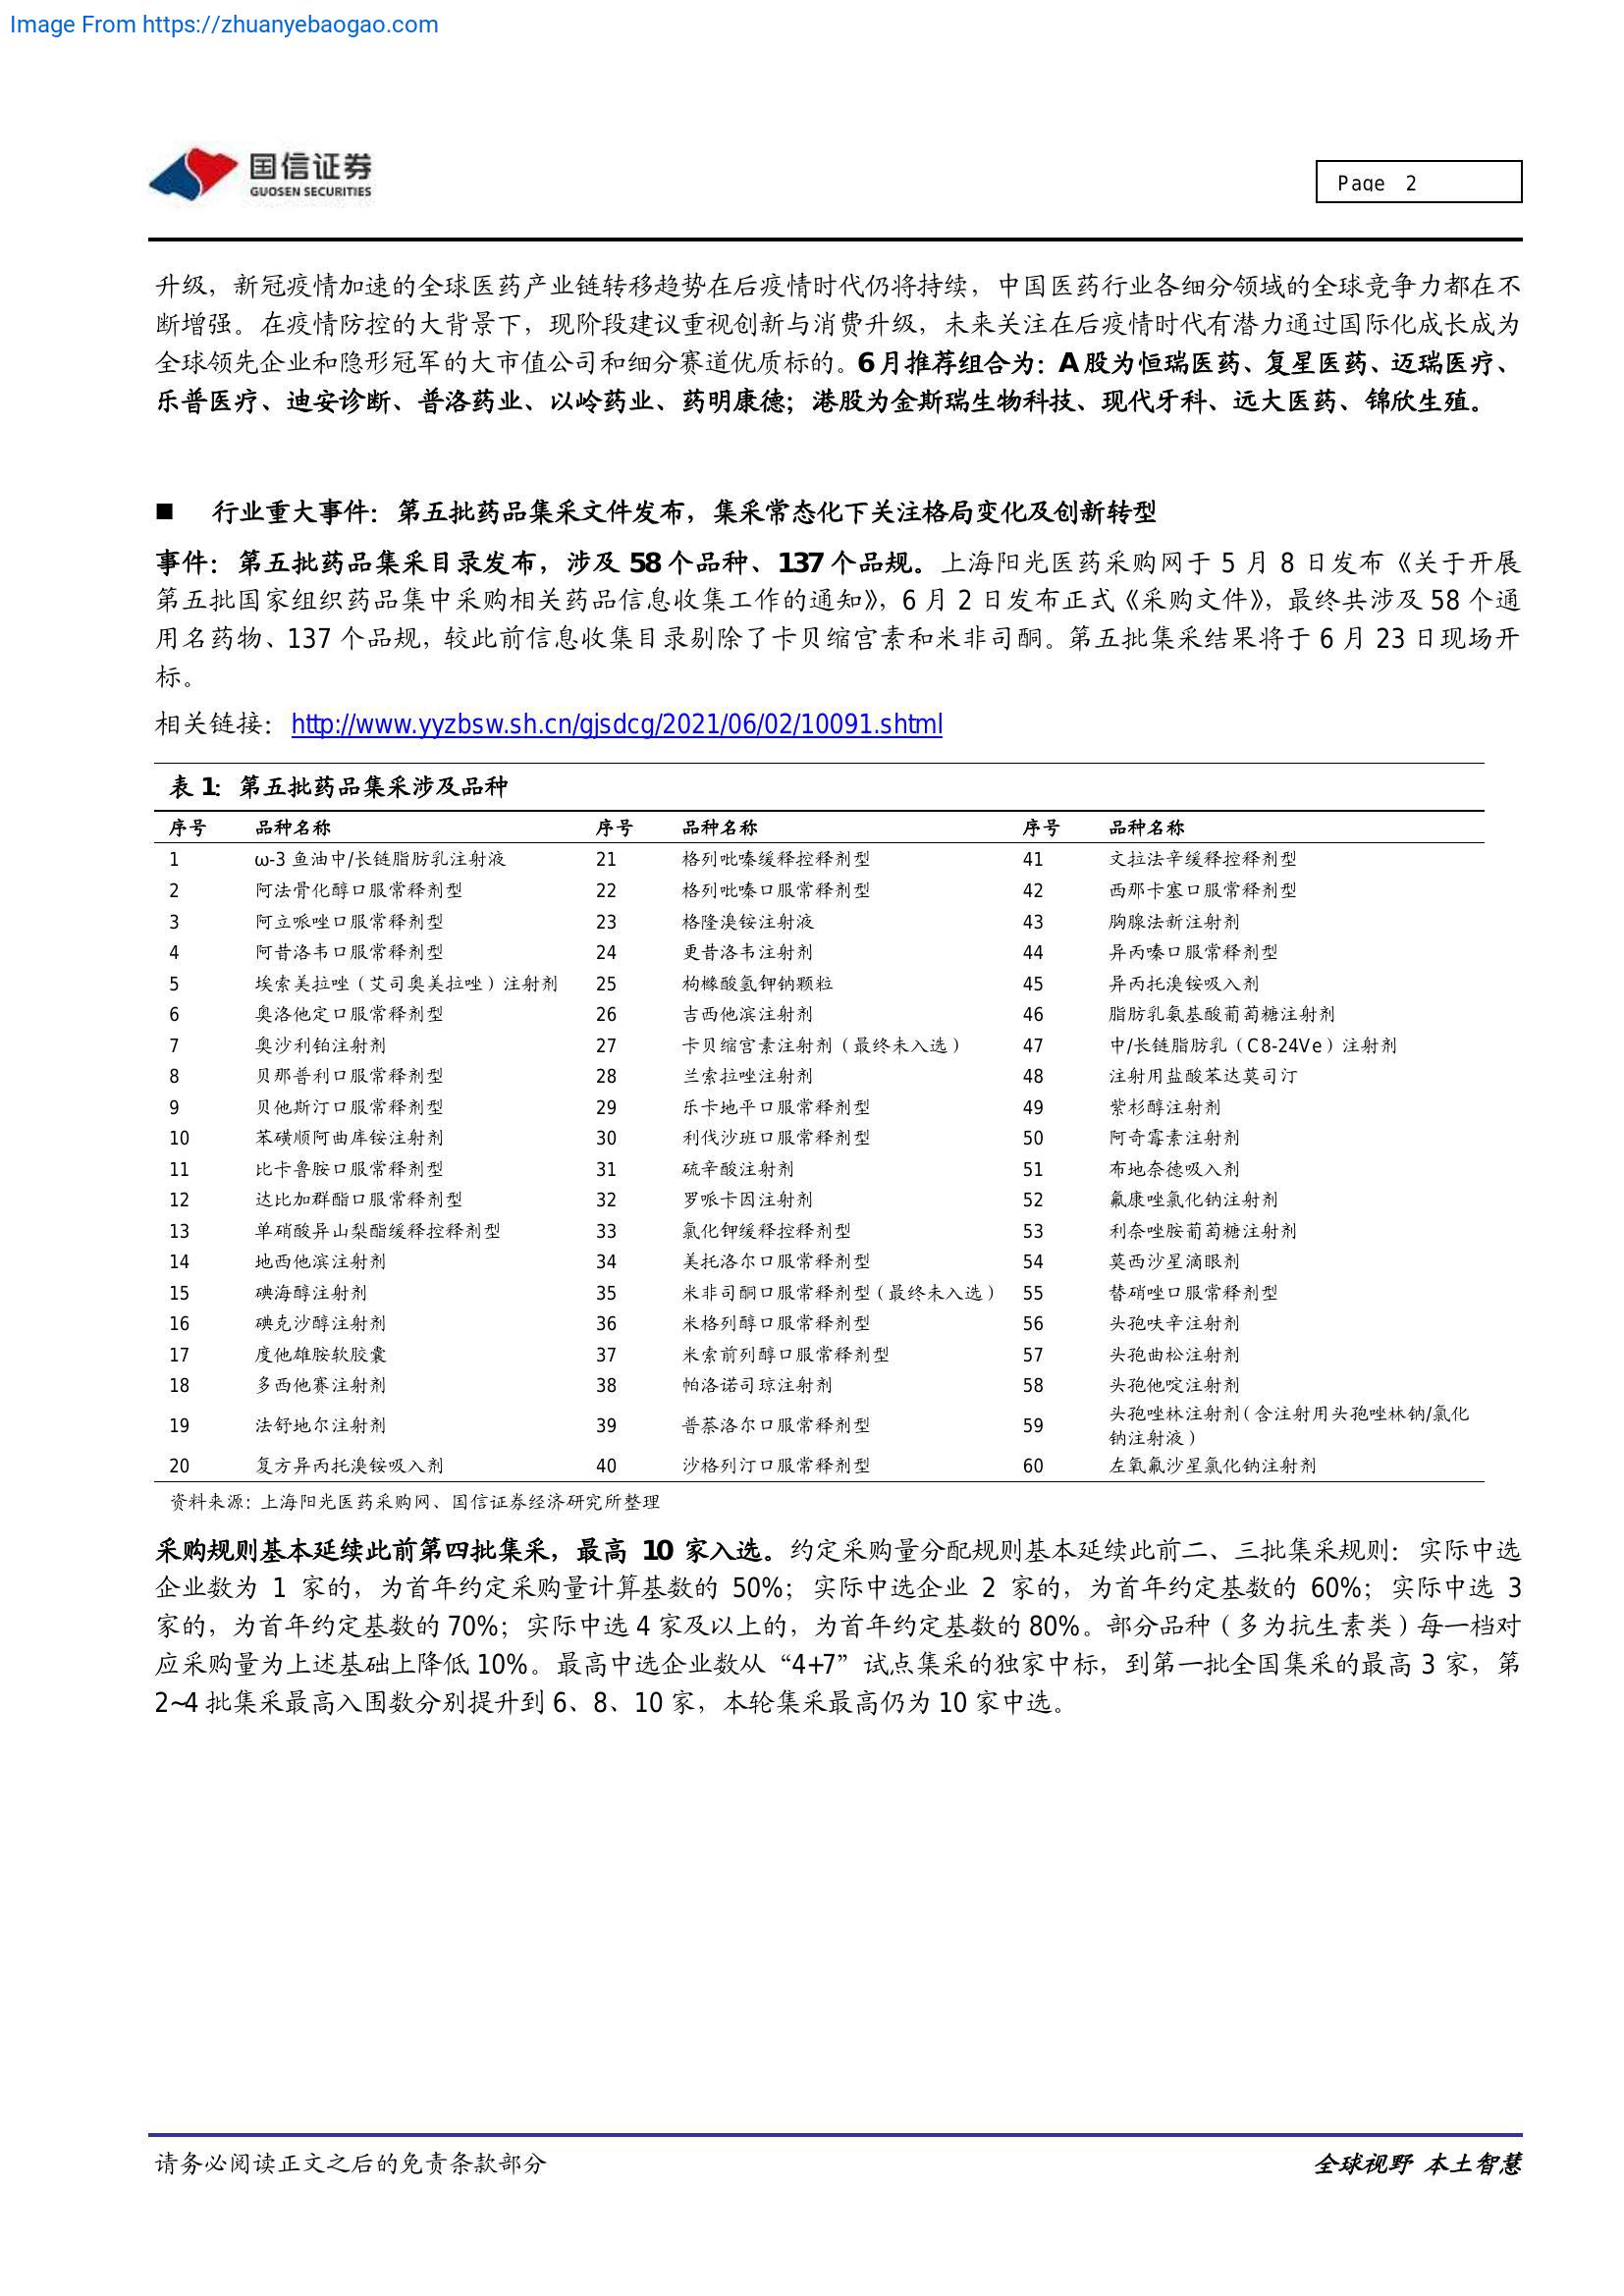 Image From https://zhuanyebaogao.com
国信证券
GUOSEN SECURITIES
Page 2
升级，新冠疫情加速的全球医药产业链转移趋势在后疫情时代仍将持续，中国医药行业各细分领域的全球竞争力都在不
断增强。在疫情防控的大背景下，现阶段建议重视创新与消费升级，未来关注在后疫情时代有潜力通过国际化成长成为
全球领先企业和隐形冠军的大市值公司和细分赛道优质标的。6 月推荐组合为：A 股为恒瑞医药、复星医药、迈瑞医疗、
乐普医疗、迪安诊断、普洛药业、以岭药业、药明康德；港股为金斯瑞生物科技、现代牙科、远大医药、锦欣生殖。
■ 行业重大事件：第五批药品集采文件发布，集采常态化下关注格局变化及创新转型
事件：第五批药品集采目录发布，涉及 58 个品种、137 个品规。上海阳光医药采购网于 5 月 8 日发布《关于开展
第五批国家组织药品集中采购相关药品信息收集工作的通知》，6 月 2 日发布正式《采购文件》，最终共涉及 58 个通
用名药物、137 个品规，较此前信息收集目录剔除了卡贝缩宫素和米非司酮。第五批集采结果将于 6 月 23 日现场开
标。
相关链接：http://www.yyzbsw.sh.cn/gjsdcg/2021/06/02/10091.shtml
表 1：第五批药品集采涉及品种
序号 品种名称 序号 品种名称 序号 品种名称
1 ω-3 鱼油中/长链脂肪乳注射液 21 格列吡嗪缓释控释剂型 41 文拉法辛缓释控释剂型
2 阿法骨化醇口服常释剂型 22 格列吡嗪口服常释剂型 42 西那卡塞口服常释剂型
3 阿立哌唑口服常释剂型 23 格隆溴铵注射液 43 胸腺法新注射剂
4 阿昔洛韦口服常释剂型 24 更昔洛韦注射剂 44 异丙嗪口服常释剂型
5 埃索美拉唑（艾司奥美拉唑）注射剂 25 枸橼酸氢钾钠颗粒 45 异丙托溴铵吸入剂
6 奥洛他定口服常释剂型 26 吉西他滨注射剂 46 脂肪乳氨基酸葡萄糖注射剂
7 奥沙利铂注射剂 27 卡贝缩宫素注射剂（最终未入选） 47 中/长链脂肪乳（C8-24Ve）注射剂
8 贝那普利口服常释剂型 28 兰索拉唑注射剂 48 注射用盐酸苯达莫司汀
9 贝他斯汀口服常释剂型 29 乐卡地平口服常释剂型 49 紫杉醇注射剂
10 苯磺顺阿曲库铵注射剂 30 利伐沙班口服常释剂型 50 阿奇霉素注射剂
11 比卡鲁胺口服常释剂型 31 硫辛酸注射剂 51 布地奈德吸入剂
12 达比加群酯口服常释剂型 32 罗哌卡因注射剂 52 氟康唑氯化钠注射剂
13 单硝酸异山梨酯缓释控释剂型 33 氯化钾缓释控释剂型 53 利奈唑胺葡萄糖注射剂
14 地西他滨注射剂 34 美托洛尔口服常释剂型 54 莫西沙星滴眼剂
15 碘海醇注射剂 35 米非司酮口服常释剂型（最终未入选） 55 替硝唑口服常释剂型
16 碘克沙醇注射剂 36 米格列醇口服常释剂型 56 头孢呋辛注射剂
17 度他雄胺软胶囊 37 米索前列醇口服常释剂型 57 头孢曲松注射剂
18 多西他赛注射剂 38 帕洛诺司琼注射剂 58 头孢他啶注射剂
19 法舒地尔注射剂 39 普萘洛尔口服常释剂型 59 头孢唑林注射剂（含注射用头孢唑林钠/氯化
钠注射液）
20 复方异丙托溴铵吸入剂 40 沙格列汀口服常释剂型 60 左氧氟沙星氯化钠注射剂
资料来源：上海阳光医药采购网、国信证券经济研究所整理
采购规则基本延续此前第四批集采，最高 10 家入选。约定采购量分配规则基本延续此前二、三批集采规则：实际中选
企业数为 1 家的，为首年约定采购量计算基数的 50%；实际中选企业 2 家的，为首年约定基数的 60%；实际中选 3
家的，为首年约定基数的 70%；实际中选 4 家及以上的，为首年约定基数的 80%。部分品种（多为抗生素类）每一档对
应采购量为上述基础上降低 10%。最高中选企业数从“4+7”试点集采的独家中标，到第一批全国集采的最高 3 家，第
2~4 批集采最高入围数分别提升到 6、8、10 家，本轮集采最高仍为 10 家中选。
请务必阅读正文之后的免责条款部分
全球视野 本土智慧